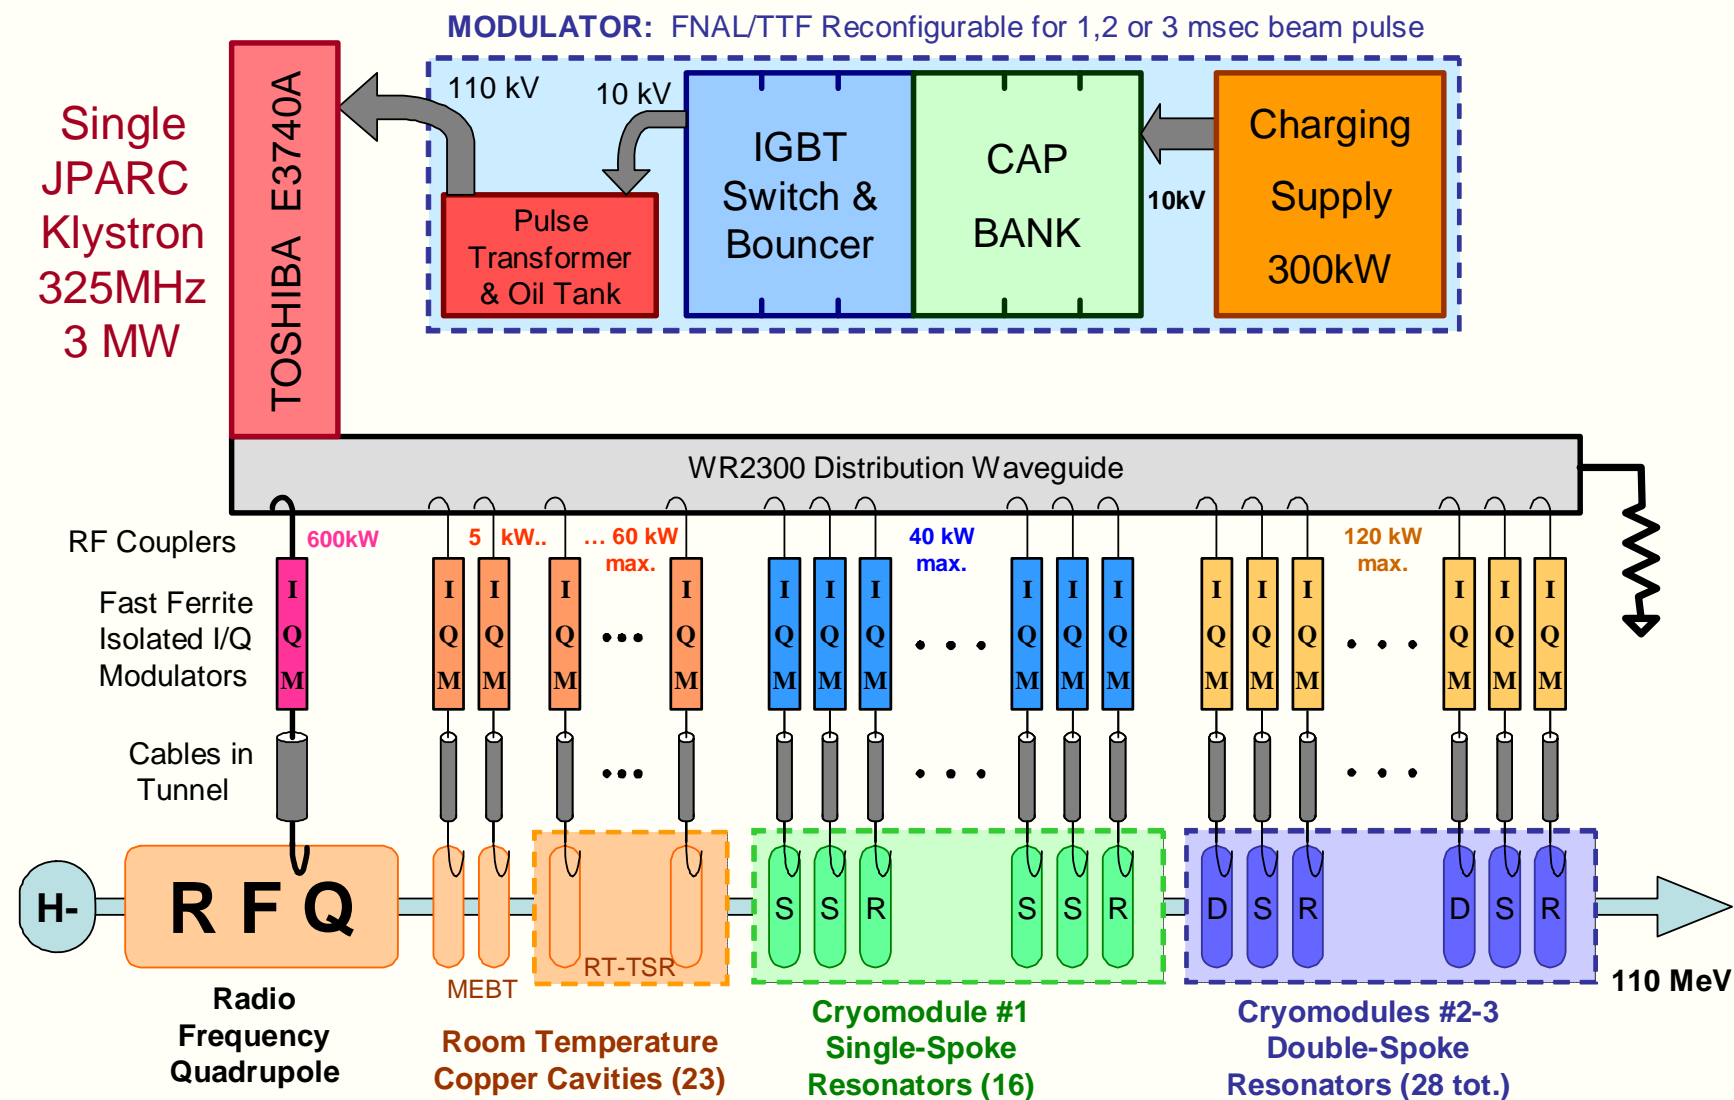 MODULATOR: FNAL/TTF Reconfigurable for 1,2 or 3 msec beam pulse
Single
JPARC
Klystron
325MHz
3 MW
TOSHIBA E3740A
110 kV
10 kV
Pulse
Transformer
& Oil Tank
IGBT
Switch &
Bouncer
CAP
BANK
10kV
Charging
Supply
300kW
WR2300 Distribution Waveguide
RF Couplers
600kW
5 kW..
... 60 kW
max.
40 kW
max.
120 kW
max.
Fast Ferrite
Isolated I/Q
Modulators
I I I I I I I I I I I I I I I I I
Q Q Q Q Q Q Q Q Q Q Q Q Q Q Q Q Q
M M M M M M M M M M M M M M M M M
•••
• • •
• • •
Cables in
Tunnel
•••
• • •
• • •
H-
R F Q
S S R
S S R
D S R
D S R
MEBT
RT-TSR
110 MeV
Radio
Frequency
Quadrupole
Room Temperature
Copper Cavities (23)
Cryomodule #1
Single-Spoke
Resonators (16)
Cryomodules #2-3
Double-Spoke
Resonators (28 tot.)